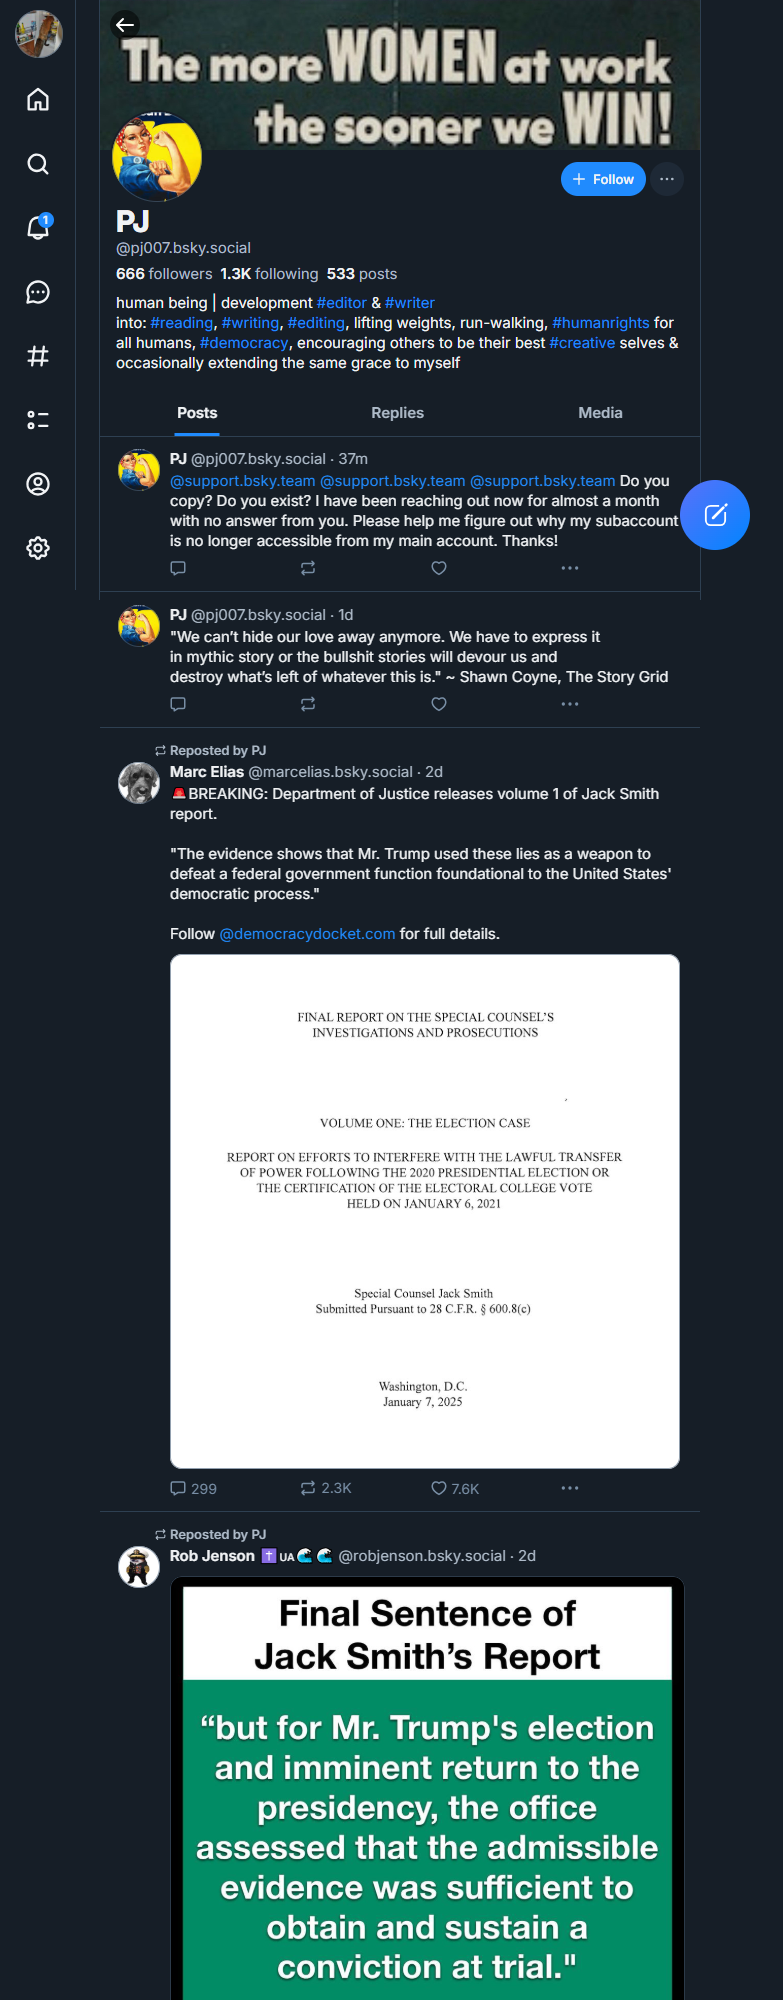 The more WOMEN at work
the sooner we WIN!
+ Follow
PJ
@pj007.bsky.social
666 followers 1.3K following 533 posts
human being | development #editor & #writer
into: #reading, #writing, #editing, lifting weights, run-walking, #humanrights for
all humans, #democracy, encouraging others to be their best #creative selves &
occasionally extending the same grace to myself
Posts Replies Media
1
PJ @pj007.bsky.social · 37m
@support.bsky.team @support.bsky.team @support.bsky.team Do you
copy? Do you exist? I have been reaching out now for almost a month
with no answer from you. Please help me figure out why my subaccount
is no longer accessible from my main account. Thanks!
PJ @pj007.bsky.social · 1d
"We can't hide our love away anymore. We have to express it
in mythic story or the bullshit stories will devour us and
destroy what's left of whatever this is." ~ Shawn Coyne, The Story Grid
Reposted by PJ
Marc Elias @marcelias.bsky.social · 2d
🚨BREAKING: Department of Justice releases volume 1 of Jack Smith
report.
"The evidence shows that Mr. Trump used these lies as a weapon to
defeat a federal government function foundational to the United States'
democratic process."
Follow @democracydocket.com for full details.
FINAL REPORT ON THE SPECIAL COUNSEL'S
INVESTIGATIONS AND PROSECUTIONS
VOLUME ONE: THE ELECTION CASE
REPORT ON EFFORTS TO INTERFERE WITH THE LAWFUL TRANSFER
OF POWER FOLLOWING THE 2020 PRESIDENTIAL ELECTION OR
THE CERTIFICATION OF THE ELECTORAL COLLEGE VOTE
HELD ON JANUARY 6, 2021
Special Counsel Jack Smith
Submitted Pursuant to 28 C.F.R. § 600.8(c)
Washington, D.C.
January 7, 2025
299 2.3K 7.6K
Reposted by PJ
Rob Jenson ✝️ UA🌊 🌊 @robjenson.bsky.social · 2d
Final Sentence of
Jack Smith's Report
"but for Mr. Trump's election
and imminent return to the
presidency, the office
assessed that the admissible
evidence was sufficient to
obtain and sustain a
conviction at trial."